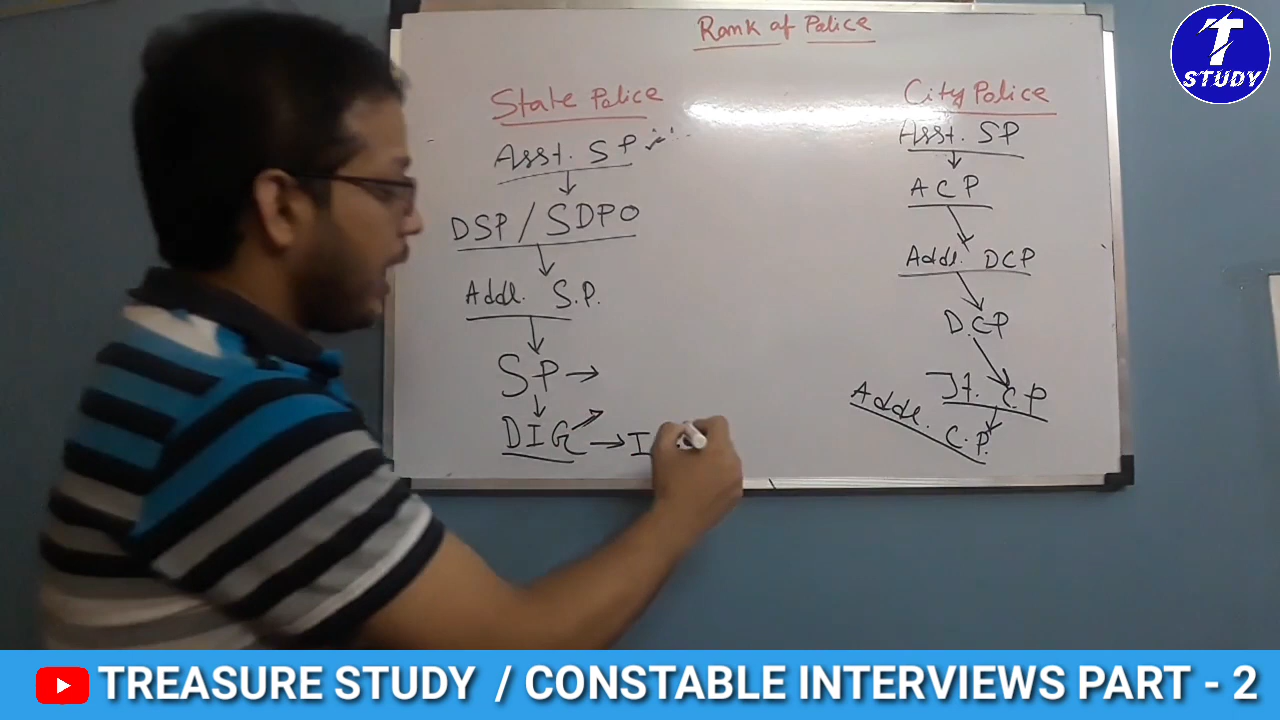 Rank of Police
T
STUDY
State Police
Asst. SP
DSP / SDPO
Addl. S.P.
SP →
DIG → I
City Police
Asst. SP
ACP
Addl. DCP
D.CP
Jt. C.P
Addl. C.P.
TREASURE STUDY / CONSTABLE INTERVIEWS PART - 2